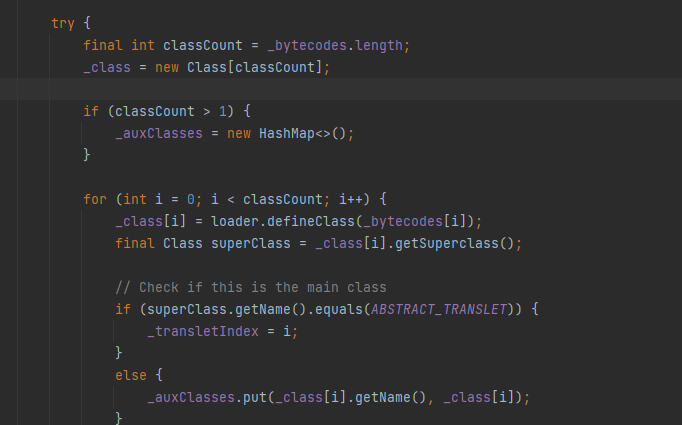 try {
final int classCount = _bytecodes.length;
_class = new Class[classCount];
if (classCount > 1) {
_auxClasses = new HashMap<>();
}
for (int i = 0; i < classCount; i++) {
_class[i] = loader.defineClass(_bytecodes[i]);
final Class superClass = _class[i].getSuperclass();
// Check if this is the main class
if (superClass.getName().equals(ABSTRACT_TRANSLET)) {
_transletIndex = i;
}
else {
_auxClasses.put(_class[i].getName(), _class[i]);
}